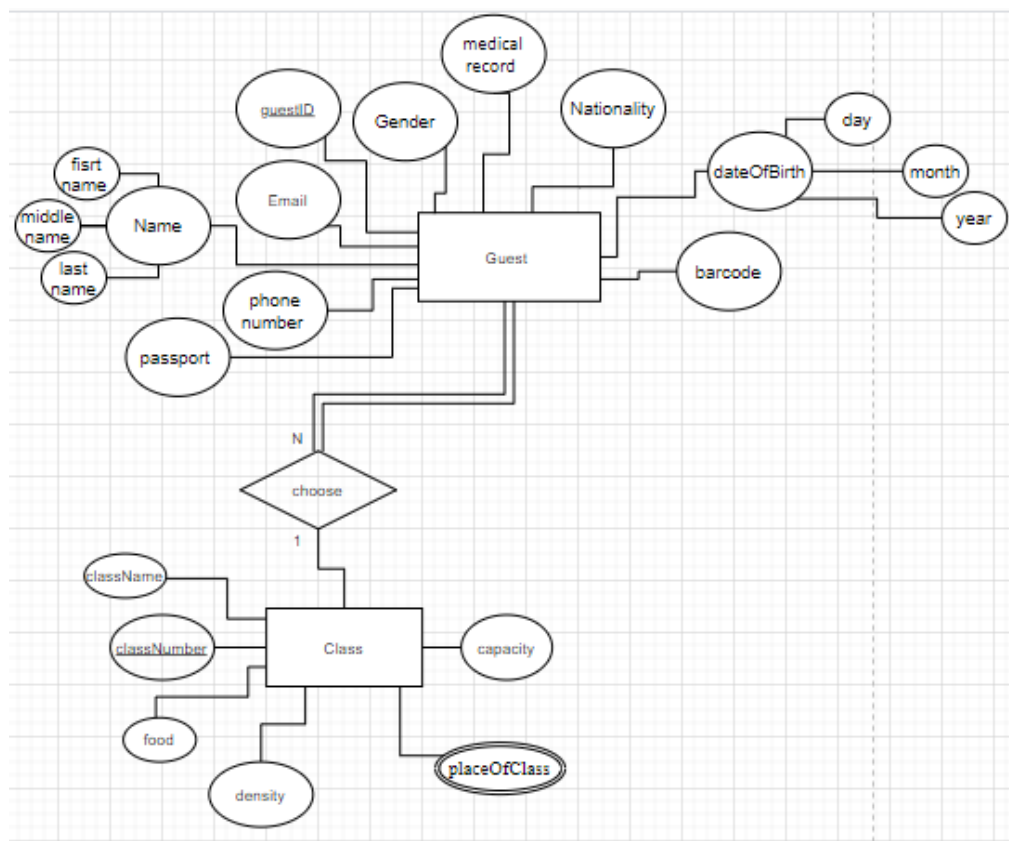 medical
record
guestID
Gender
Nationality
day
fisrt
name
Email
dateOfBirth
month
middle
name
Name
year
last
name
Guest
barcode
phone
number
passport
N
choose
1
className
classNumber
Class
capacity
food
placeOfClass
density